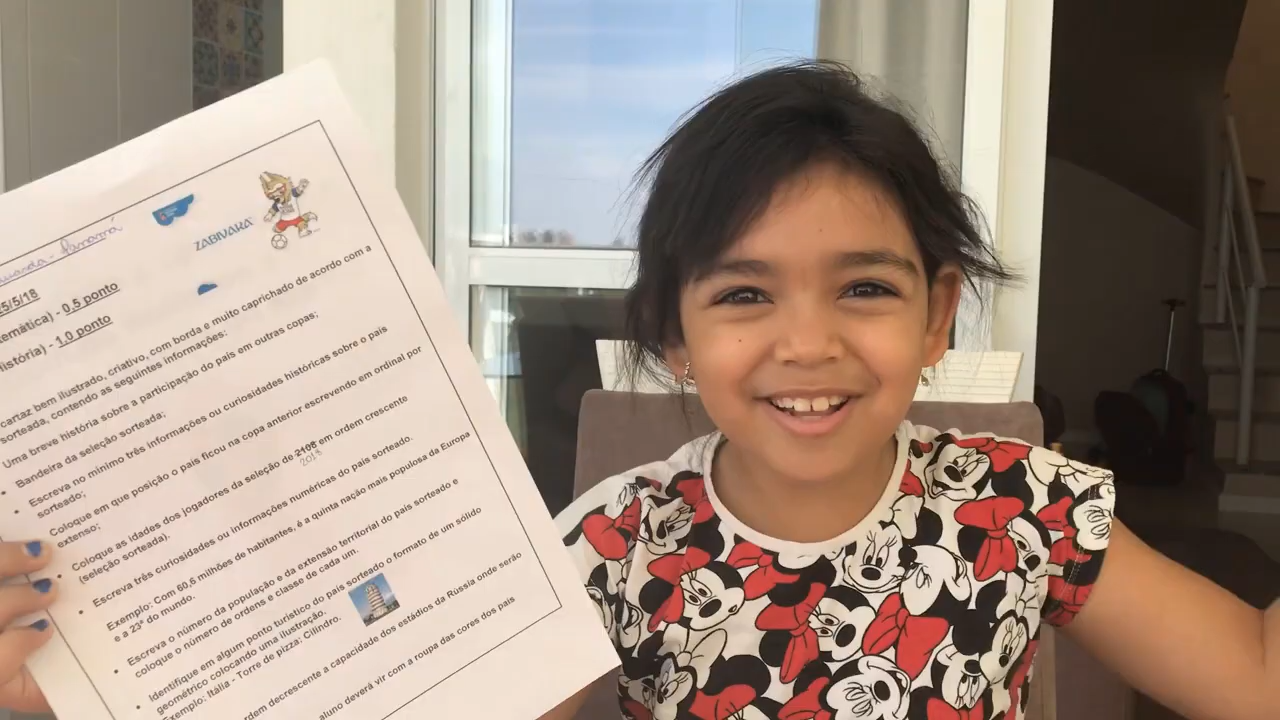 ZABIVAKA
Panamá
25/5/18
temática) - 0,5 ponto
História) - 1,0 ponto
cartaz bem ilustrado, criativo, com borda e muito caprichado de acordo com a
sorteada, contendo as seguintes informações:
Uma breve história sobre a participação do país em outras copas;
• Bandeira da seleção sorteada;
• Escreva no mínimo três informações ou curiosidades históricas sobre o país
sorteado;
Coloque em que posição o país ficou na copa anterior escrevendo em ordinal por
extenso;
• Coloque as idades dos jogadores da seleção de 2108 em ordem crescente
2018
(seleção sorteada).
• Escreva três curiosidades ou informações numéricas do país sorteado.
Exemplo: Com 60,6 milhões de habitantes, é a quinta nação mais populosa da Europa
e a 23ª do mundo.
• Escreva o número da população e da extensão territorial do país sorteado e
coloque o número de ordens e classe de cada um.
• Identifique em algum ponto turístico do país sorteado o formato de um sólido
geométrico colocando uma ilustração.
Exemplo: Itália - Torre de pizza: Cilindro.
rdem decrescente a capacidade dos estádios da Rússia onde serão
aluno deverá vir com a roupa das cores do país